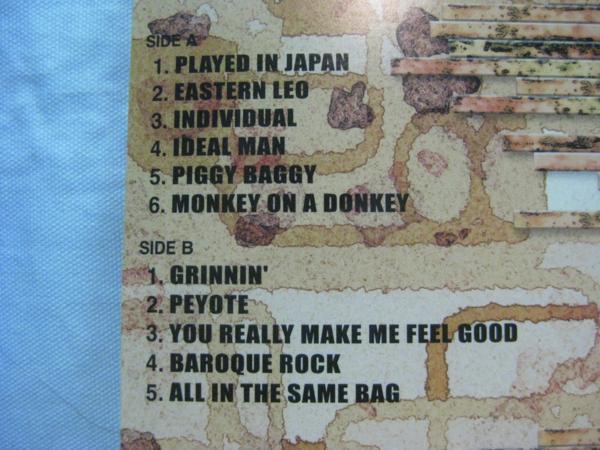 SIDE A
1. PLAYED IN JAPAN
2. EASTERN LEO
3. INDIVIDUAL
4. IDEAL MAN
5. PIGGY BAGGY
6. MONKEY ON A DONKEY
SIDE B
1. GRINNIN'
2. PEYOTE
3. YOU REALLY MAKE ME FEEL GOOD
4. BAROQUE ROCK
5. ALL IN THE SAME BAG